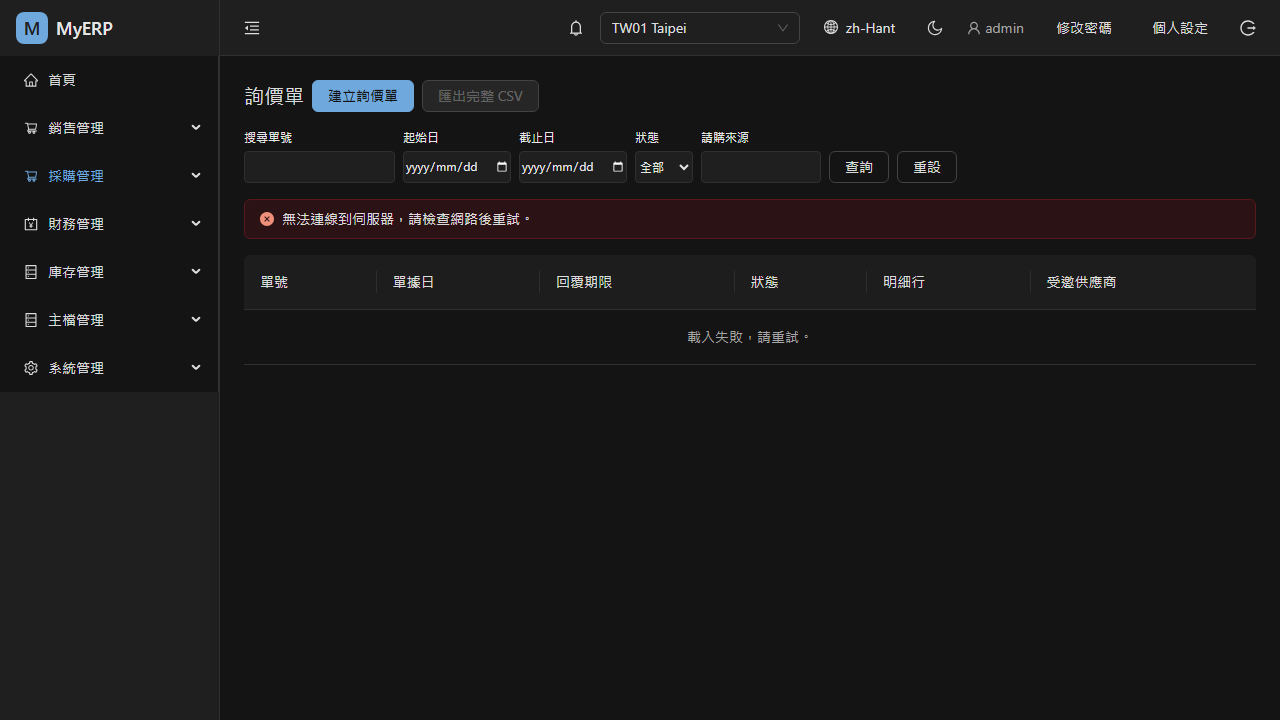 M MyERP
TW01 Taipei
zh-Hant
admin
修改密碼
個人設定
首頁
銷售管理
採購管理
財務管理
庫存管理
主檔管理
系統管理
詢價單 建立詢價單 匯出完整 CSV
搜尋單號 起始日 截止日 狀態 請購來源
yyyy/mm/dd yyyy/mm/dd 全部 查詢 重設
無法連線到伺服器，請檢查網路後重試。
單號 單據日 回覆期限 狀態 明細行 受邀供應商
載入失敗，請重試。